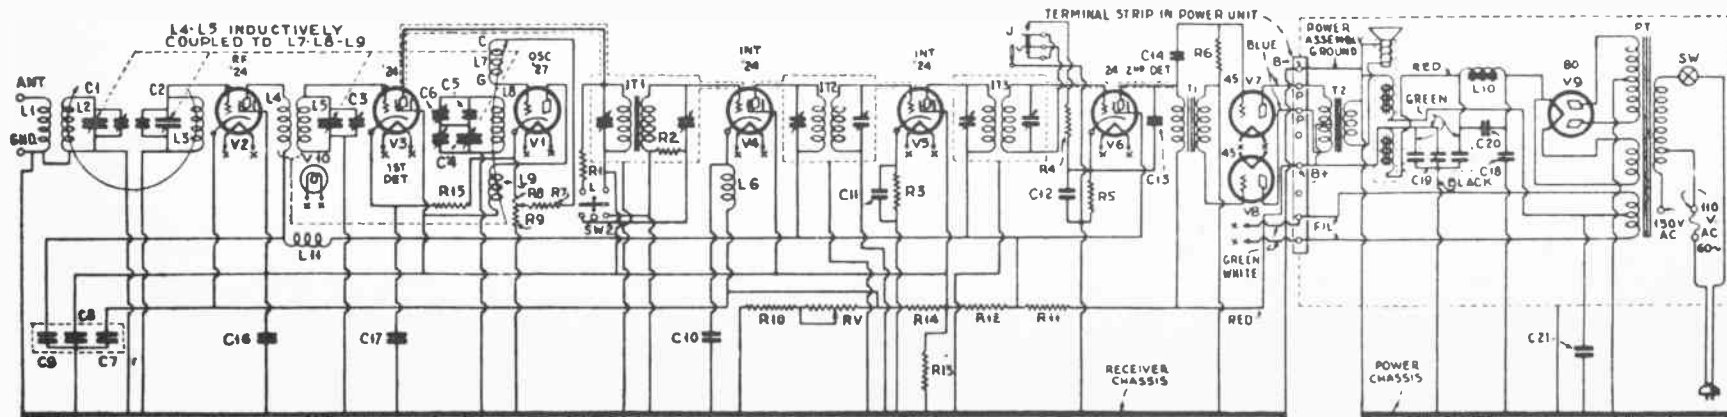 L4-L5 INDUCTIVELY
COUPLED TO L7-L8-L9
TERMINAL STRIP IN POWER UNIT
POWER
ASSEMBLY
GROUND
ANT
GND
L1
C1
L2
C2
L3
RF
'24
V2
L4
L5
C3
V10
'24
V3
1ST
DET
C6
C5
C4
C
L7
G
L8
OSC
'27
V1
L9
R8
R7
R9
R15
L11
IT1
R1
R2
L
SW2
INT
'24
V4
L6
IT2
C11
R3
INT
'24
V5
IT3
J
R4
C12
R5
24 2ND DET
V6
C14
C13
R6
T1
BLUE
45
V7
45
V8
B-
B+
T2
FIL
GREEN
WHITE
RED
RED
GREEN
L10
C20
C19
C18
BLACK
80
V9
PT
SW
150V
AC
110
V.
AC
60~
C9
C8
C7
C16
C17
C10
R10
RV
R14
R12
R11
R13
C21
RECEIVER
CHASSIS
POWER
CHASSIS